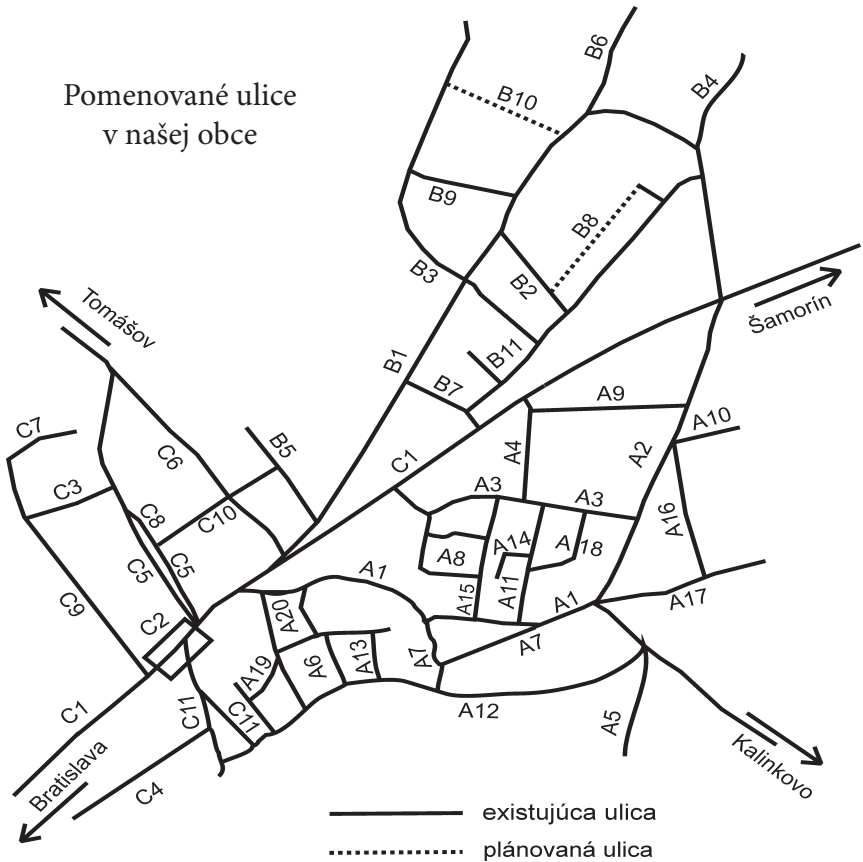 Pomenované ulice
v našej obce
B6
B4
B10
B9
B8
B3
B2
Šamorín
Tomášov
B11
B1
B7
A9
A10
C7
C6
B5
C1
A4
A2
C3
A3
A3
C8
C10
A16
A14
A18
C5
C5
A8
A1
A15
A11
A1
A17
C9
C2
A20
A7
A7
A19
A6
A13
C11
C11
A12
A5
C1
Bratislava
C4
Kalinkovo
existujúca ulica
plánovaná ulica